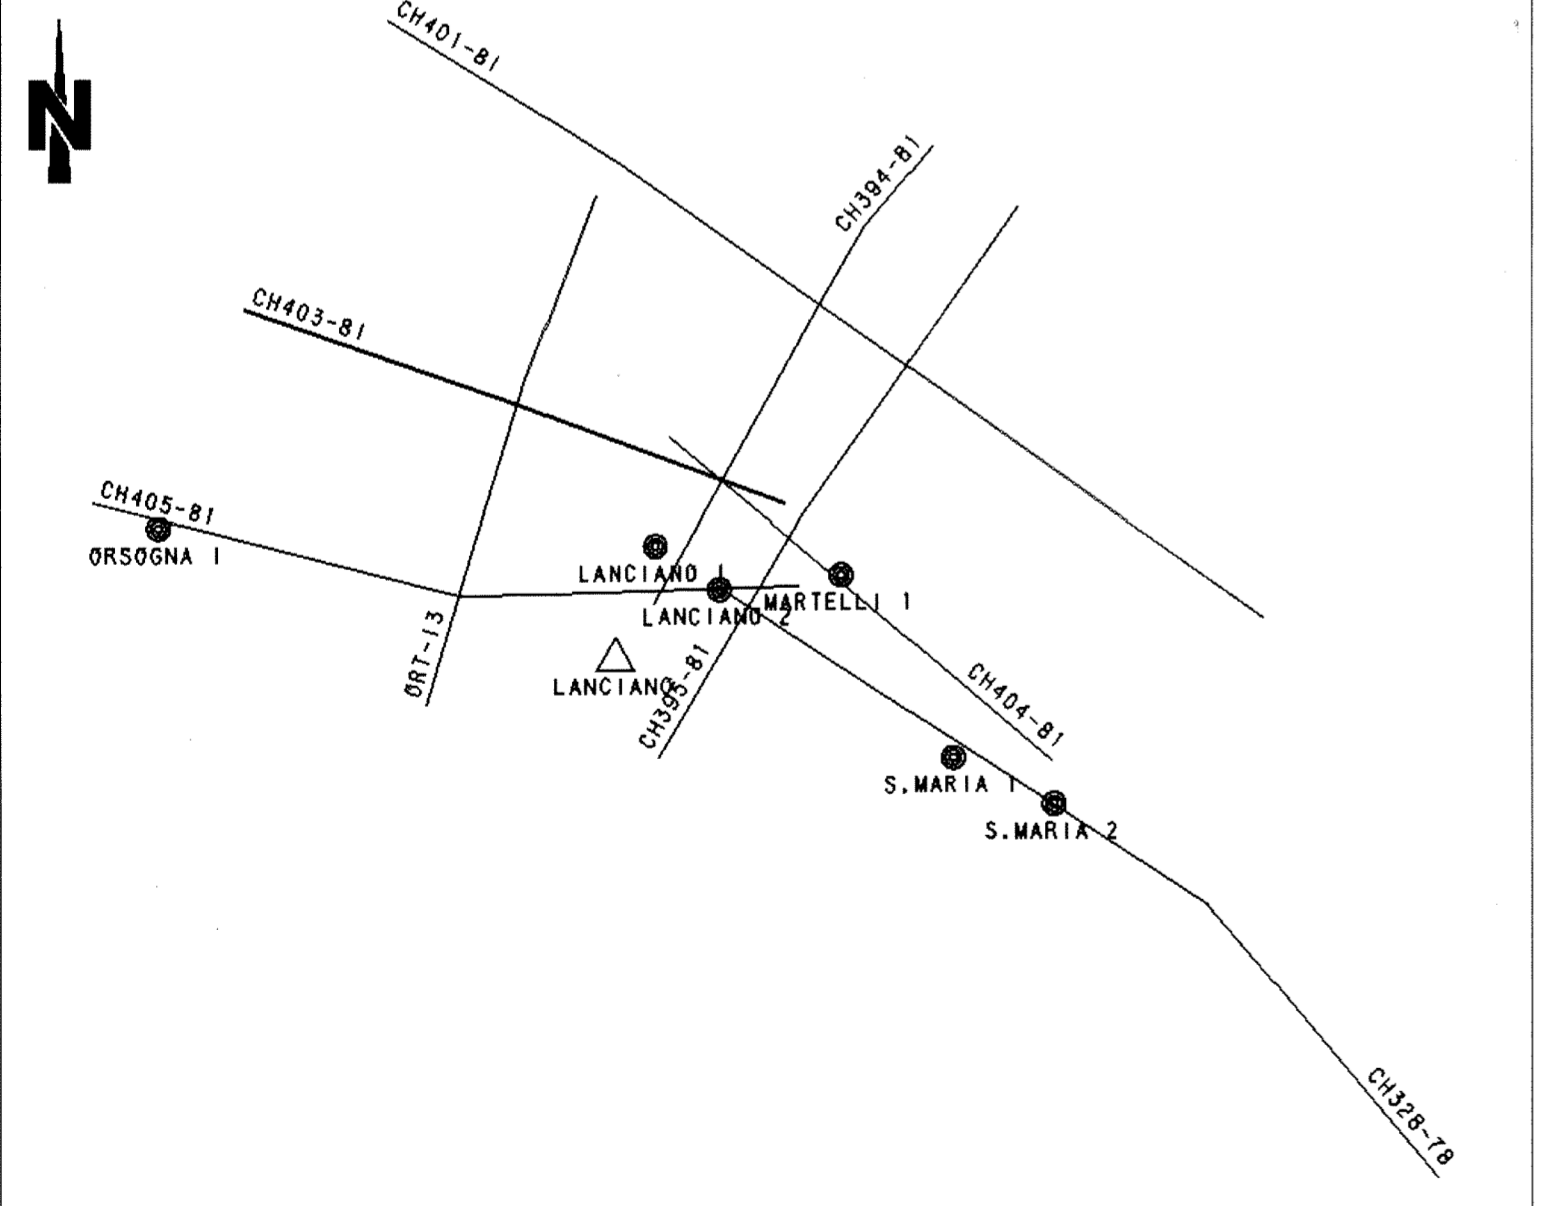 CH401-81
N
CH394-81
CH403-81
CH405-81
ORSOGNA 1
LANCIANO 1
MARTELLI 1
LANCIANO 2
ORT-13
LANCIANO
CH395-81
CH404-81
S.MARIA 1
S.MARIA 2
CH328-78